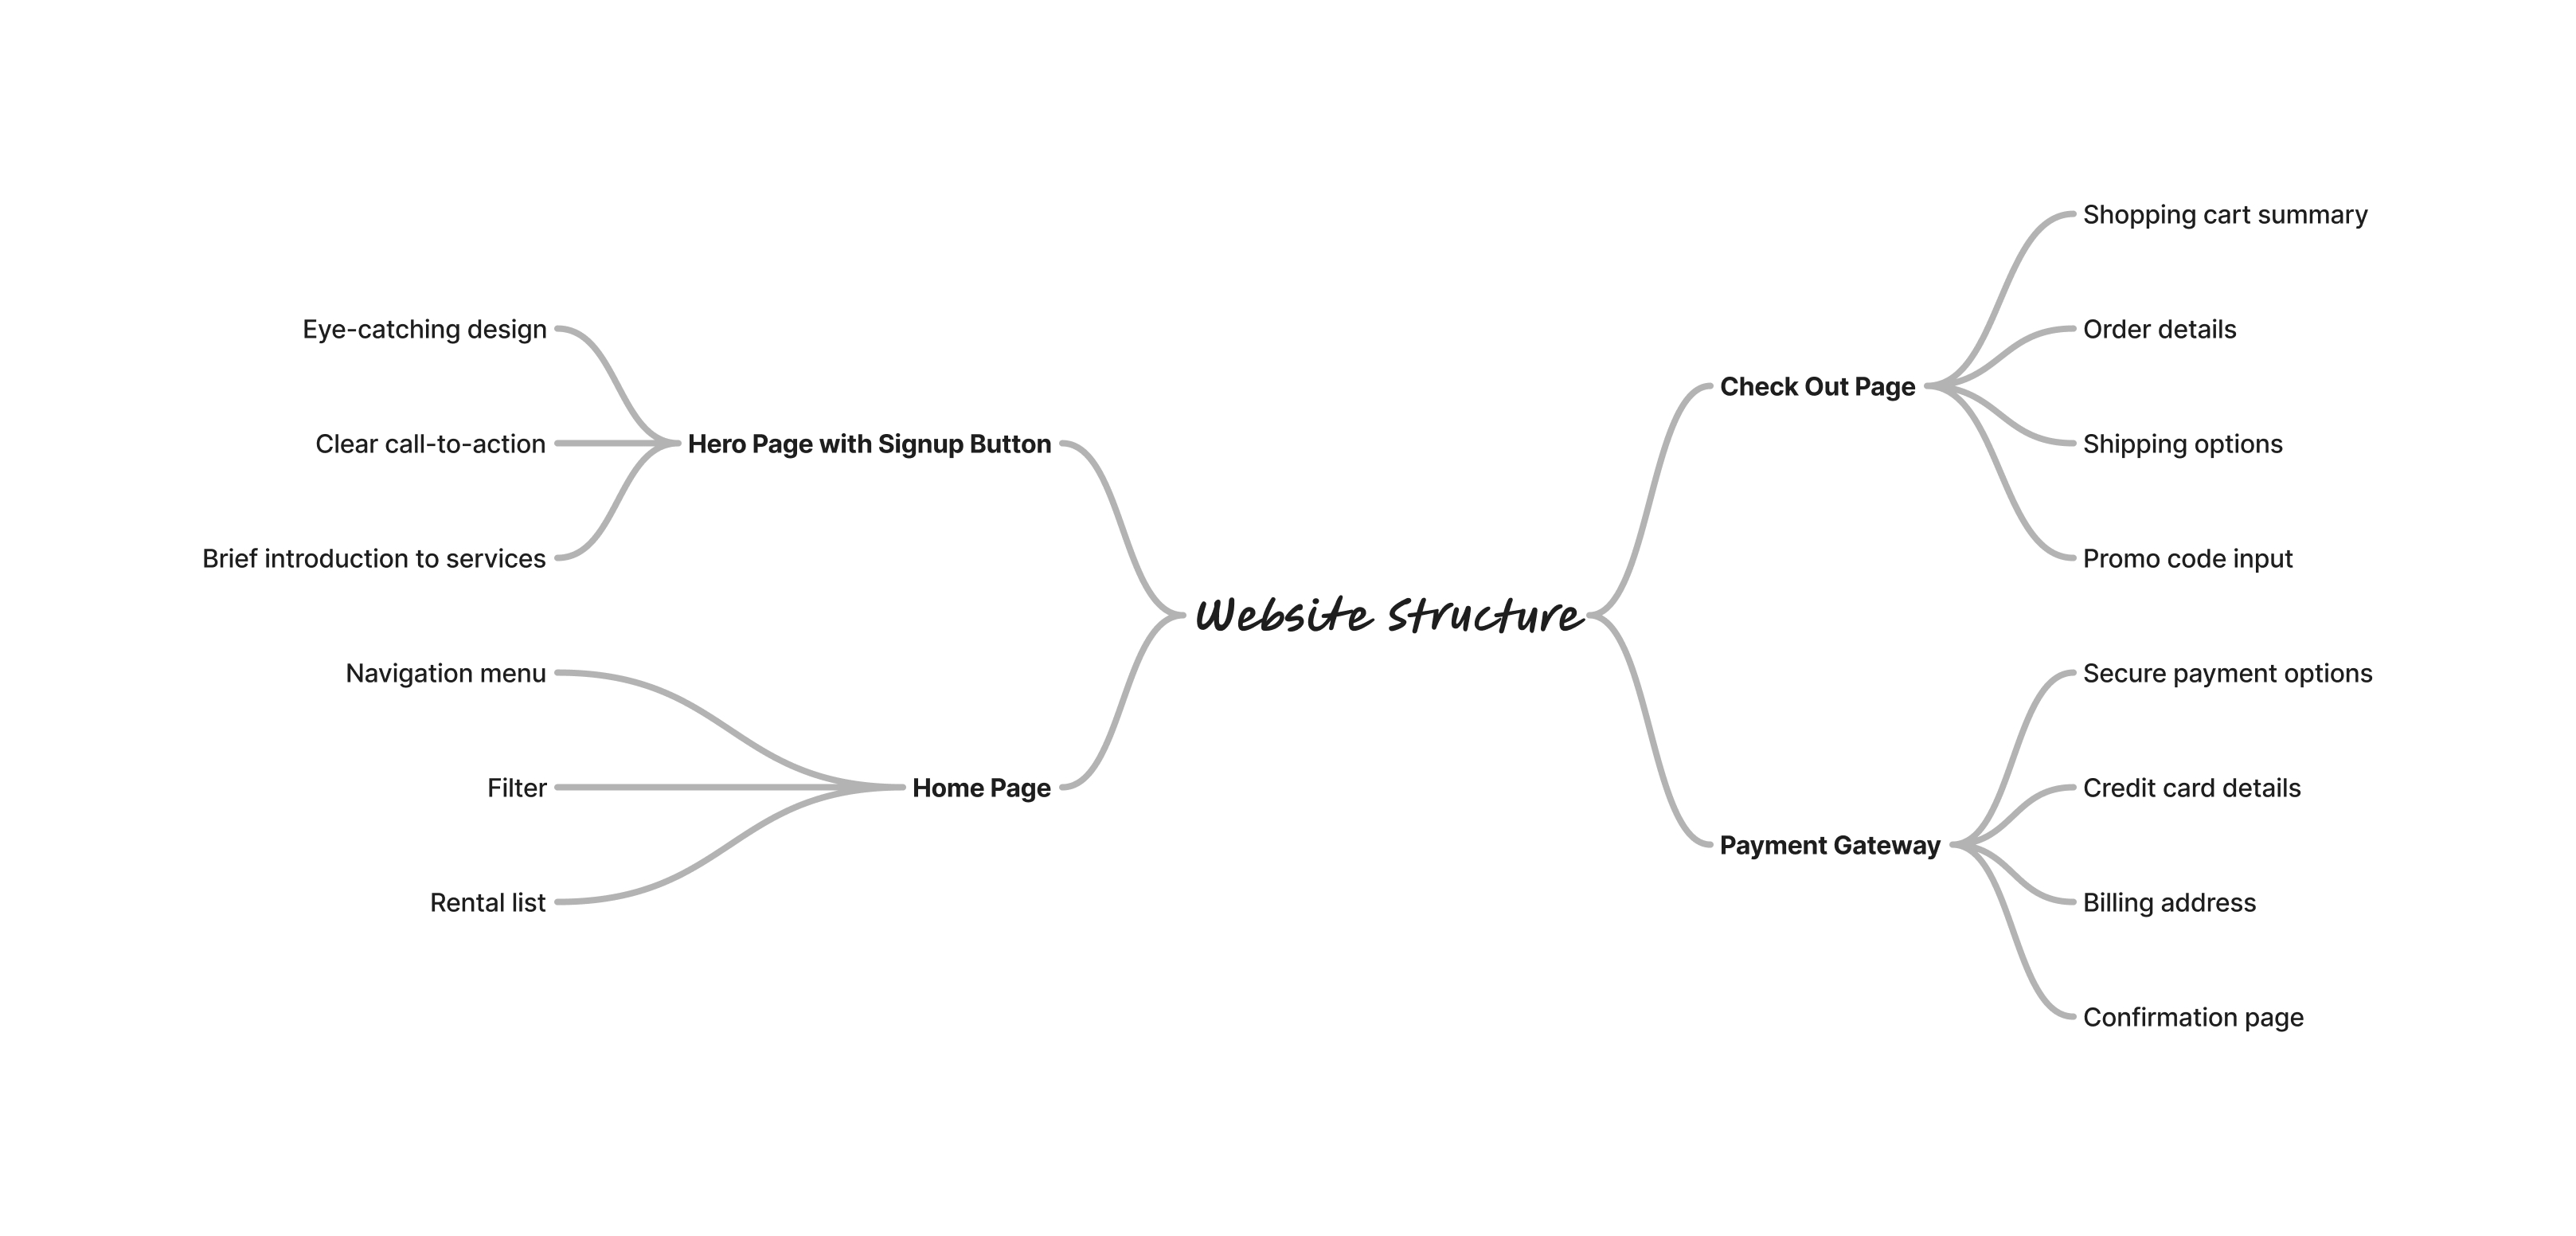 Website Structure
Hero Page with Signup Button
Eye-catching design
Clear call-to-action
Brief introduction to services
Home Page
Navigation menu
Filter
Rental list
Check Out Page
Shopping cart summary
Order details
Shipping options
Promo code input
Payment Gateway
Secure payment options
Credit card details
Billing address
Confirmation page